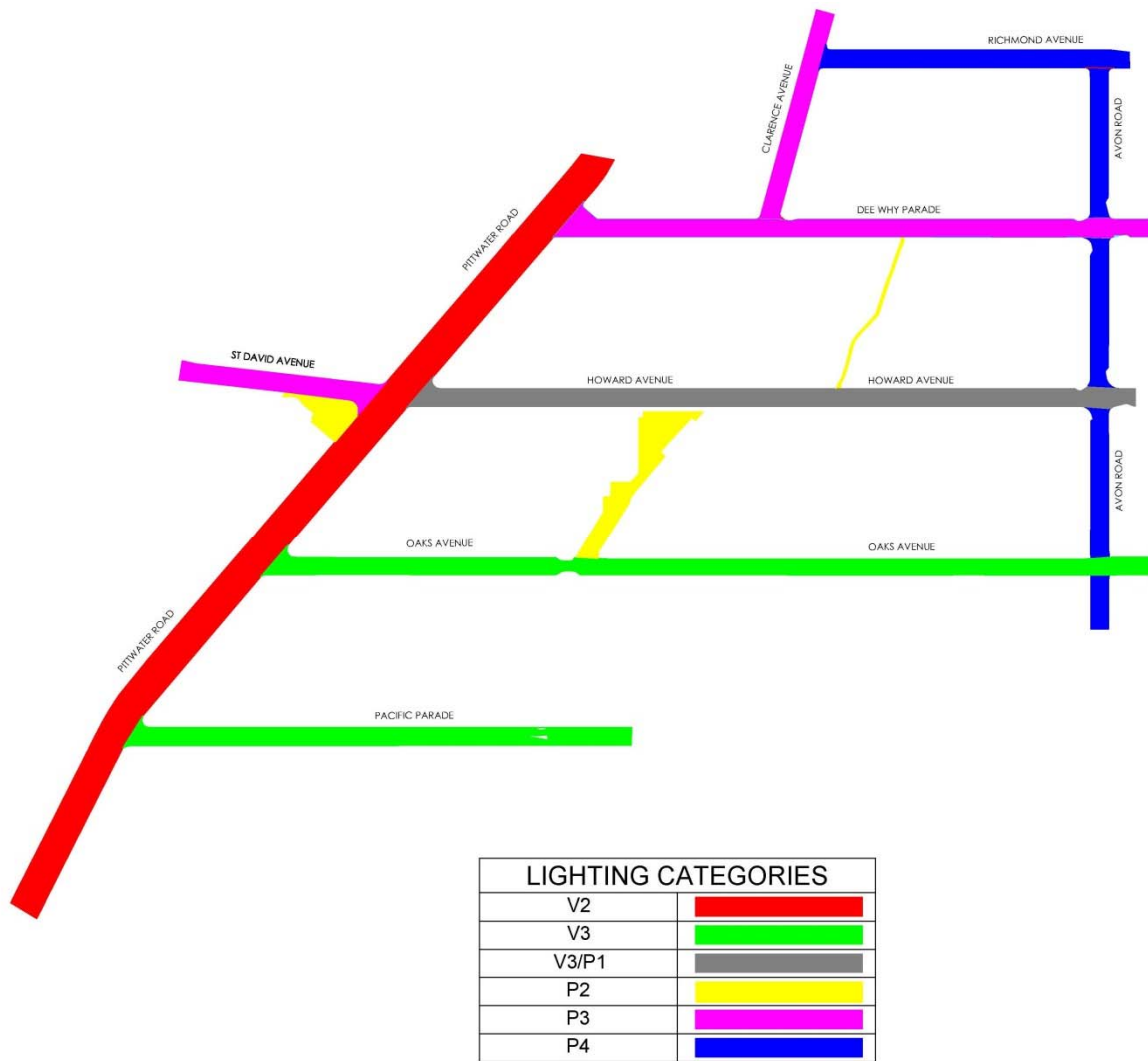 RICHMOND AVENUE
CLARENCE AVENUE
AVON ROAD
DEE WHY PARADE
PITTWATER ROAD
ST DAVID AVENUE
HOWARD AVENUE
HOWARD AVENUE
AVON ROAD
OAKS AVENUE
OAKS AVENUE
PITTWATER ROAD
PACIFIC PARADE
LIGHTING CATEGORIES
V2
V3
V3/P1
P2
P3
P4